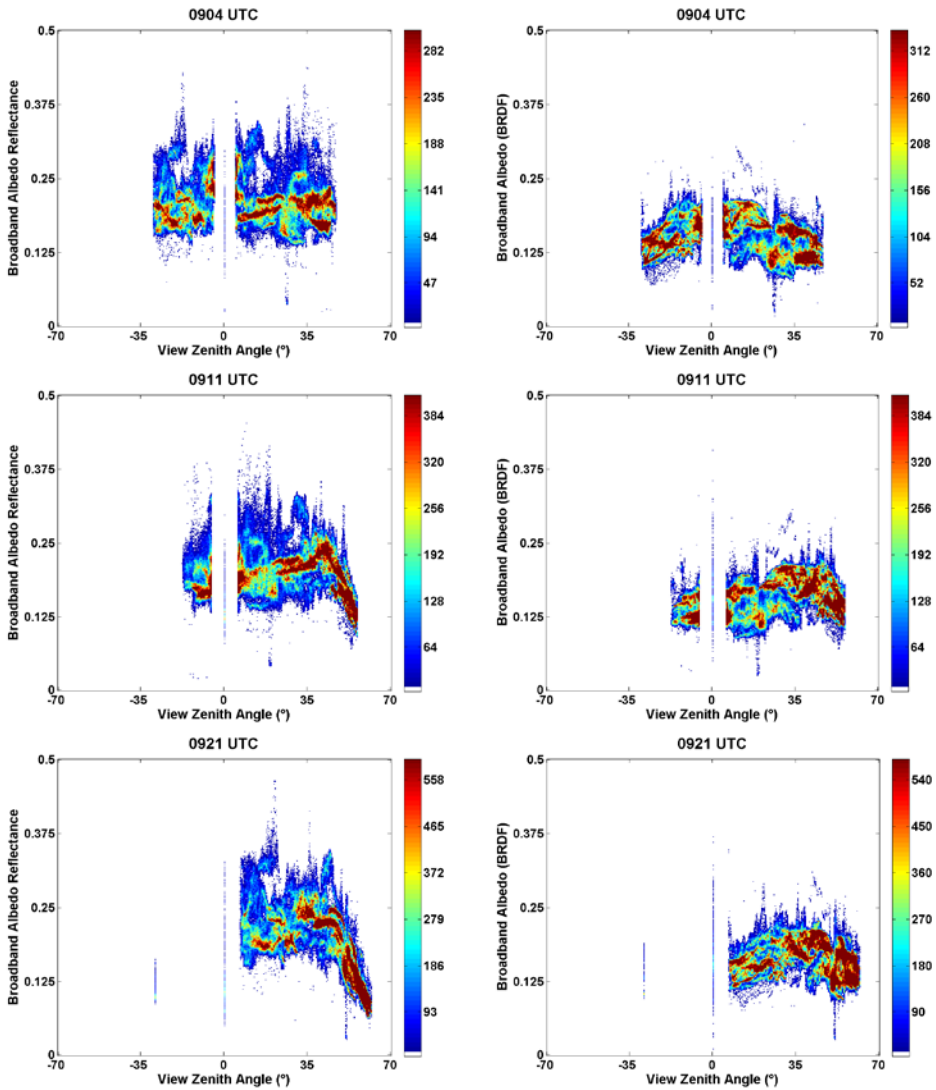 0904 UTC
0.5
0.375
0.25
0.125
0
Broadband Albedo Reflectance
-70 -35 0 35 70
View Zenith Angle (°)
282
235
188
141
94
47
0904 UTC
0.5
0.375
0.25
0.125
0
Broadband Albedo (BRDF)
-70 -35 0 35 70
View Zenith Angle (°)
312
260
208
156
104
52
0911 UTC
0.5
0.375
0.25
0.125
0
Broadband Albedo Reflectance
-70 -35 0 35 70
View Zenith Angle (°)
384
320
256
192
128
64
0911 UTC
0.5
0.375
0.25
0.125
0
Broadband Albedo (BRDF)
-70 -35 0 35 70
View Zenith Angle (°)
384
320
256
192
128
64
0921 UTC
0.5
0.375
0.25
0.125
0
Broadband Albedo Reflectance
-70 -35 0 35 70
View Zenith Angle (°)
558
465
372
279
186
93
0921 UTC
0.5
0.375
0.25
0.125
0
Broadband Albedo (BRDF)
-70 -35 0 35 70
View Zenith Angle (°)
540
450
360
270
180
90